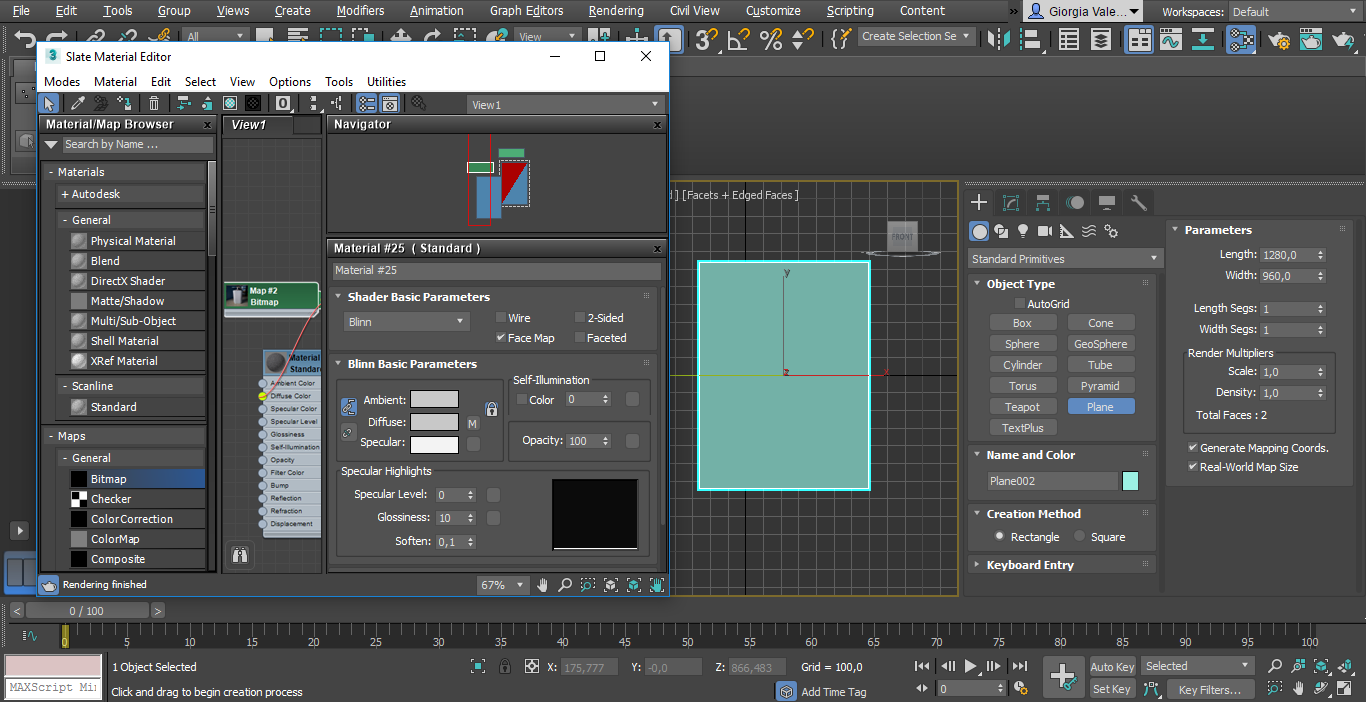 File Edit Tools Group Views Create Modifiers Animation Graph Editors Rendering Civil View Customize Scripting Content » Giorgia Vale... Workspaces: Default
All View Create Selection Se
3 Slate Material Editor
Modes Material Edit Select View Options Tools Utilities
View1
Material/Map Browser x
Search by Name ...
- Materials
+ Autodesk
- General
Physical Material
Blend
DirectX Shader
Matte/Shadow
Multi/Sub-Object
Shell Material
XRef Material
- Scanline
Standard
- Maps
- General
Bitmap
Checker
ColorCorrection
ColorMap
Composite
View1
Map #2
Bitmap
Material
Standar
Ambient Color
Diffuse Color
Specular Color
Specular Level
Glossiness
Self-Illumination
Opacity
Filter Color
Bump
Reflection
Refraction
Displacement
Navigator x
Material #25 ( Standard ) x
Material #25
Shader Basic Parameters
Blinn
Wire
2-Sided
Face Map
Faceted
Blinn Basic Parameters
Ambient:
Diffuse: M
Specular:
Self-Illumination
Color 0
Opacity: 100
Specular Highlights
Specular Level: 0
Glossiness: 10
Soften: 0,1
Rendering finished
67%
] [Facets + Edged Faces ]
FRONT
y
z
x
Standard Primitives
Object Type
AutoGrid
Box Cone
Sphere GeoSphere
Cylinder Tube
Torus Pyramid
Teapot Plane
TextPlus
Name and Color
Plane002
Creation Method
Rectangle Square
Keyboard Entry
Parameters
Length: 1280,0
Width: 960,0
Length Segs: 1
Width Segs: 1
Render Multipliers
Scale: 1,0
Density: 1,0
Total Faces : 2
Generate Mapping Coords.
Real-World Map Size
< 0 / 100 >
0 5 10 15 20 25 30 35 40 45 50 55 60 65 70 75 80 85 90 95 100
1 Object Selected
X: 175,777 Y: -0,0 Z: 866,483 Grid = 100,0
Auto Key Selected
MAXScript Mi
Click and drag to begin creation process
Add Time Tag
0
Set Key Key Filters...